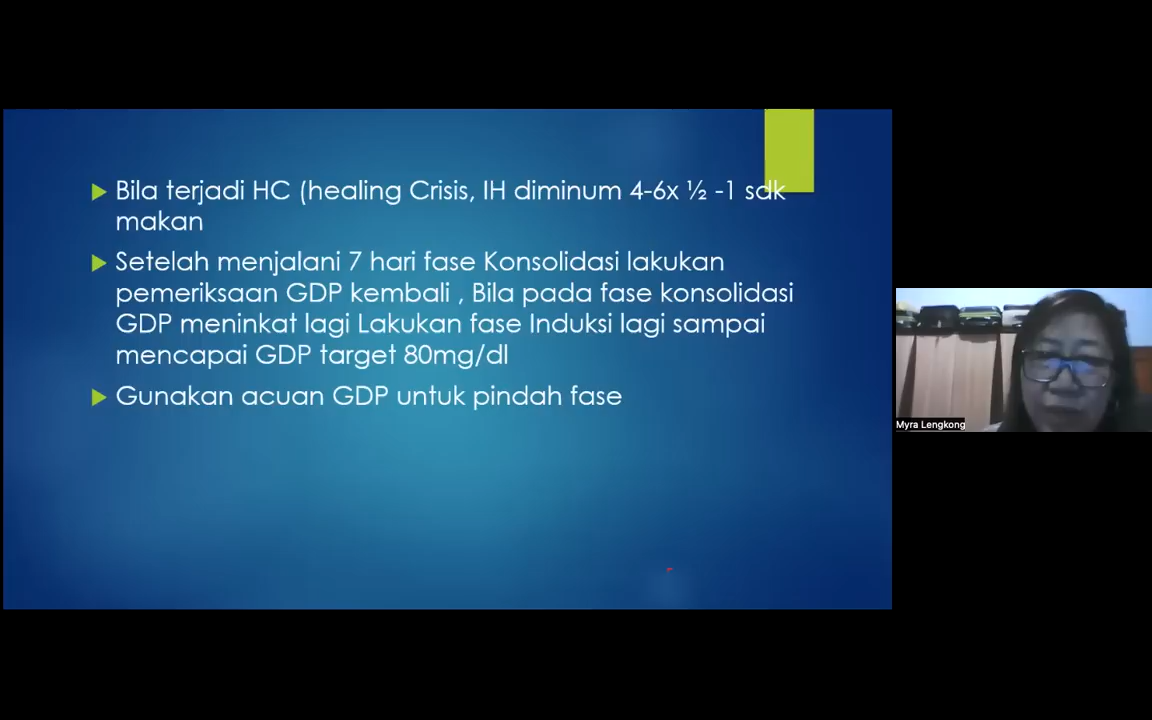 Bila terjadi HC (healing Crisis, IH diminum 4-6x ½ -1 sdk
makan
Setelah menjalani 7 hari fase Konsolidasi lakukan
pemeriksaan GDP kembali , Bila pada fase konsolidasi
GDP meninkat lagi Lakukan fase Induksi lagi sampai
mencapai GDP target 80mg/dl
Gunakan acuan GDP untuk pindah fase
Myra Lengkong